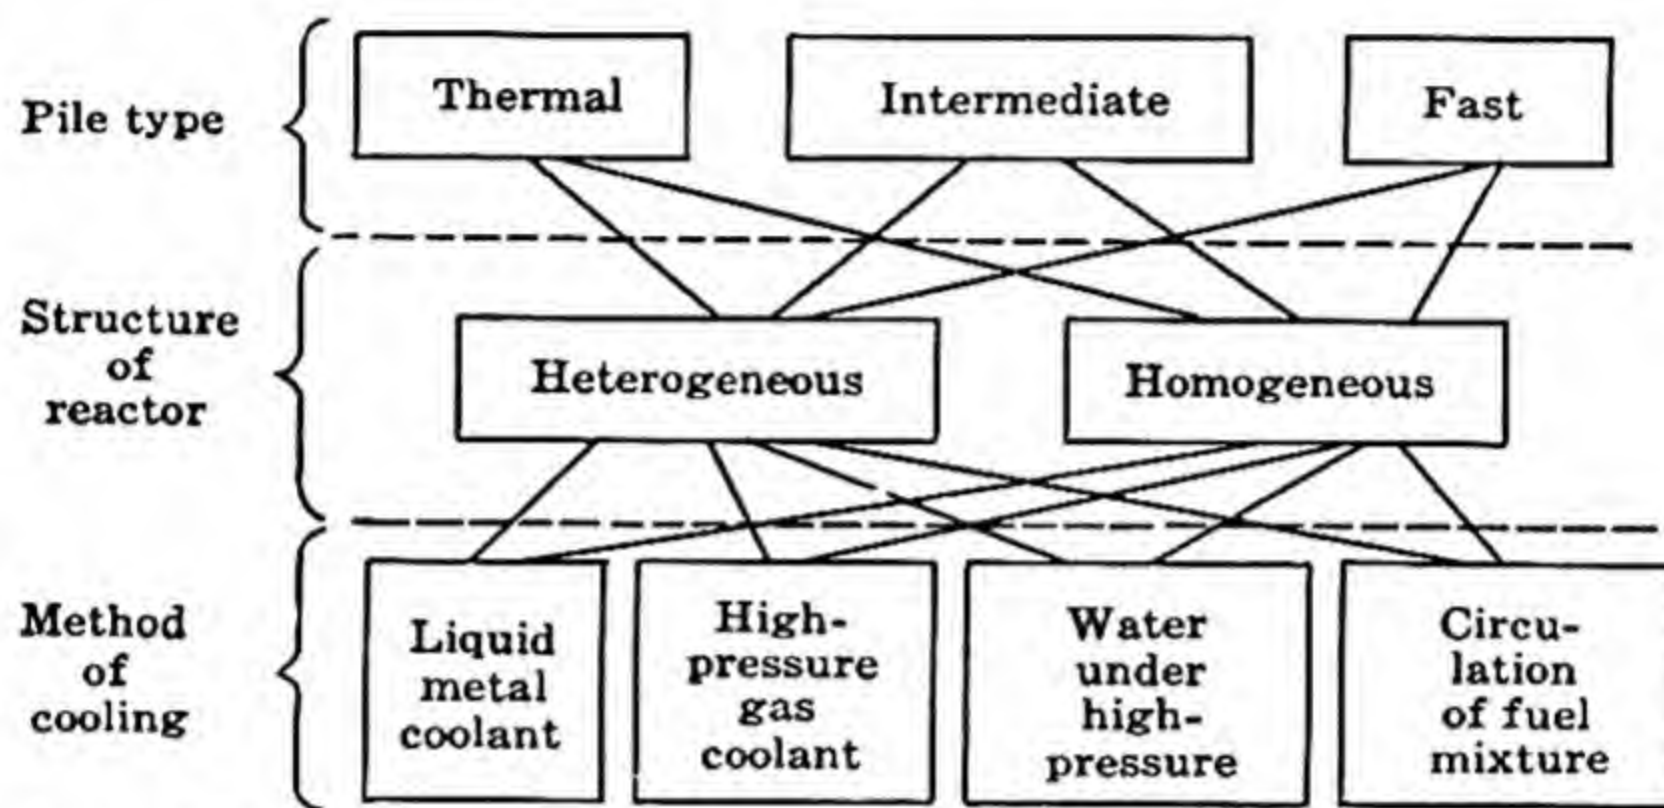 Pile type
Thermal
Intermediate
Fast
Structure
of
reactor
Heterogeneous
Homogeneous
Method
of
cooling
Liquid
metal
coolant
High-
pressure
gas
coolant
Water
under
high-
pressure
Circu-
lation
of fuel
mixture